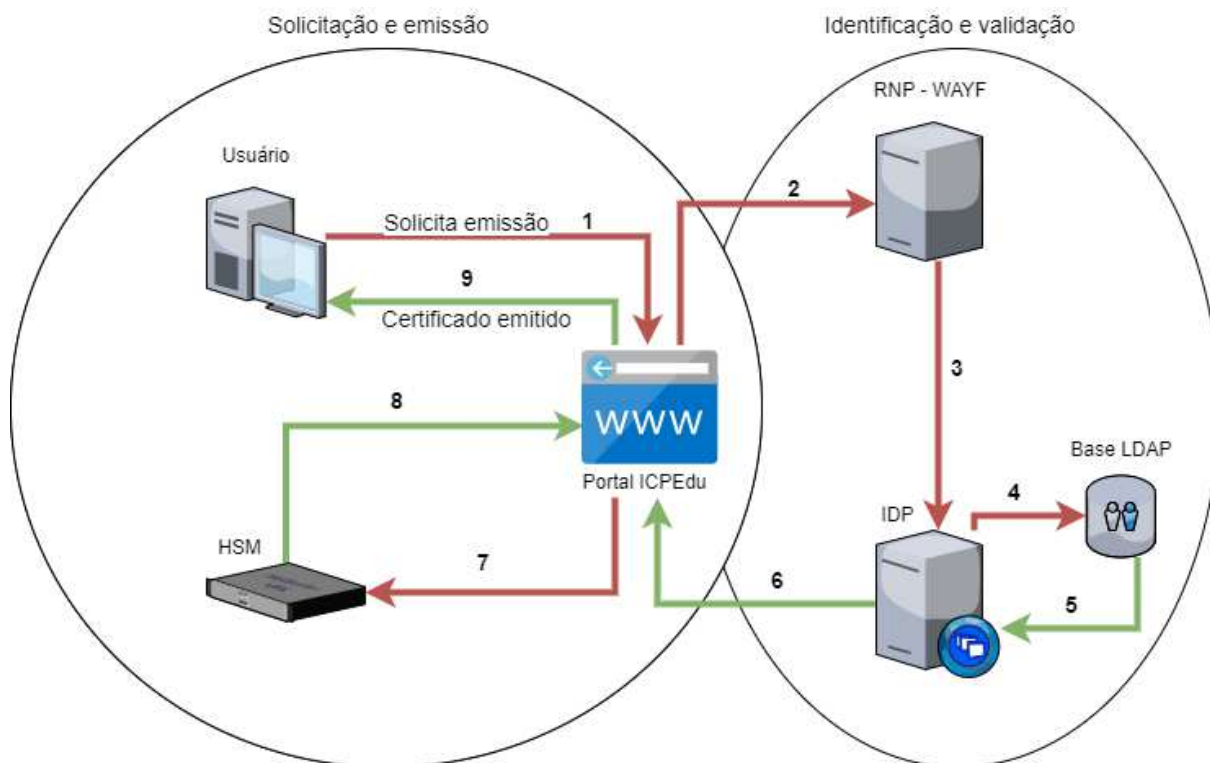 Solicitação e emissão
Identificação e validação
RNP - WAYF
Usuário
2
Solicita emissão
1
9
Certificado emitido
3
8
WWW
Base LDAP
Portal ICPEdu
4
IDP
HSM
7
6
5